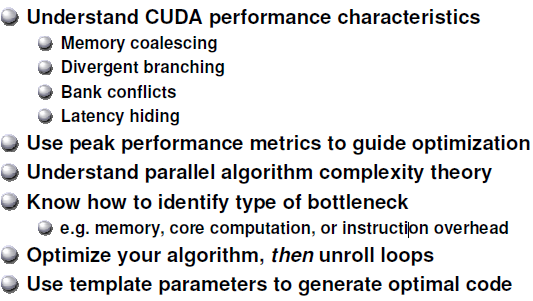 Understand CUDA performance characteristics
Memory coalescing
Divergent branching
Bank conflicts
Latency hiding
Use peak performance metrics to guide optimization
Understand parallel algorithm complexity theory
Know how to identify type of bottleneck
e.g. memory, core computation, or instruction overhead
Optimize your algorithm, then unroll loops
Use template parameters to generate optimal code